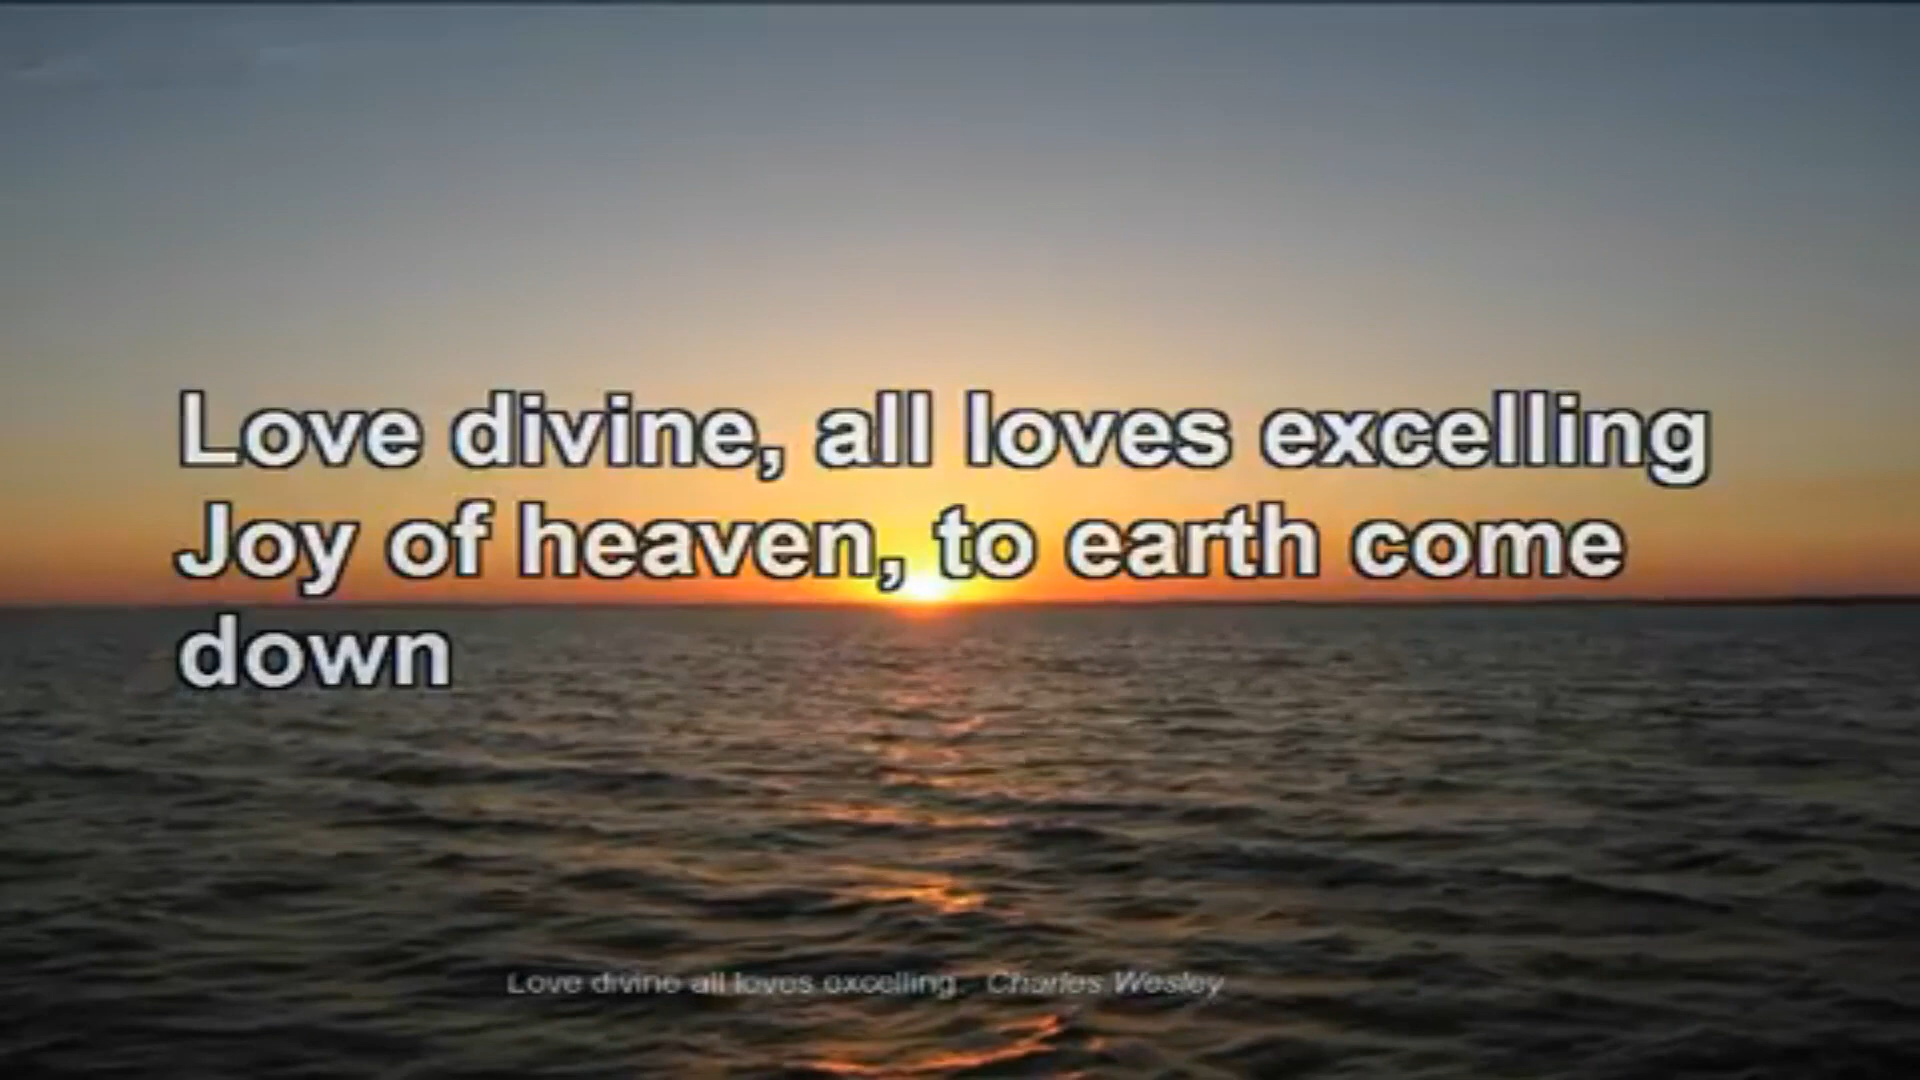 Love divine, all loves excelling
Joy of heaven, to earth come
down
Love divine all loves excelling. Charles Wesley